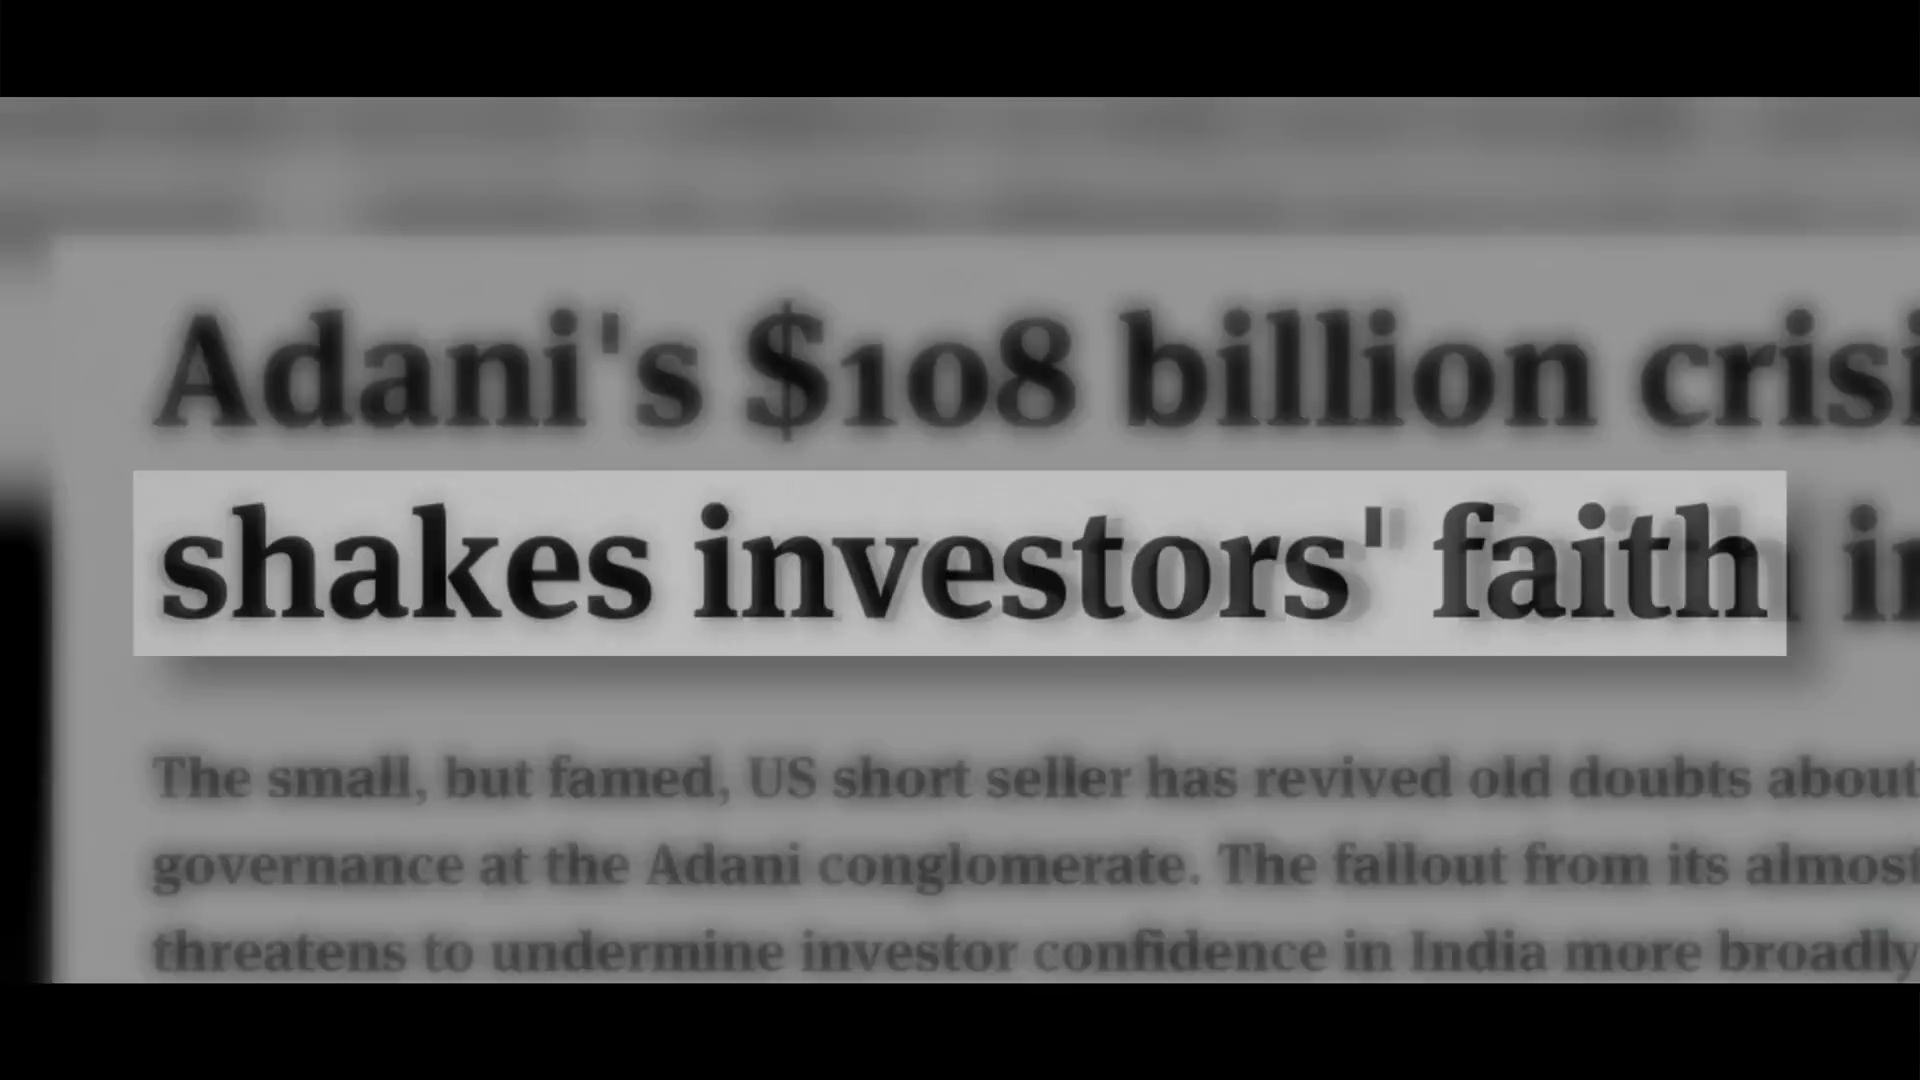 Adani's $108 billion crisi
shakes investors' faith in
The small, but famed, US short seller has revived old doubts about
governance at the Adani conglomerate. The fallout from its almost
threatens to undermine investor confidence in India more broadly